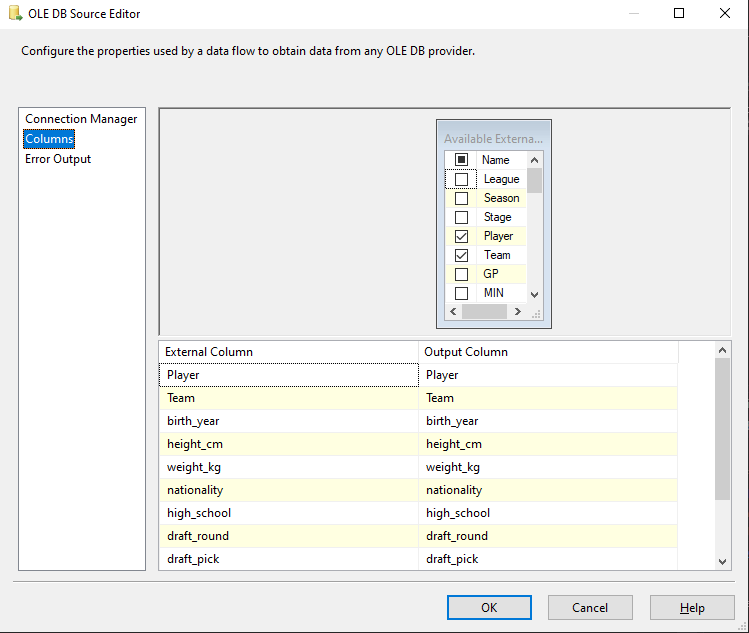 OLE DB Source Editor
Configure the properties used by a data flow to obtain data from any OLE DB provider.
Connection Manager
Columns
Error Output
Available Externa...
Name
League
Season
Stage
Player
Team
GP
MIN
External Column Output Column
Player Player
Team Team
birth_year birth_year
height_cm height_cm
weight_kg weight_kg
nationality nationality
high_school high_school
draft_round draft_round
draft_pick draft_pick
OK Cancel Help